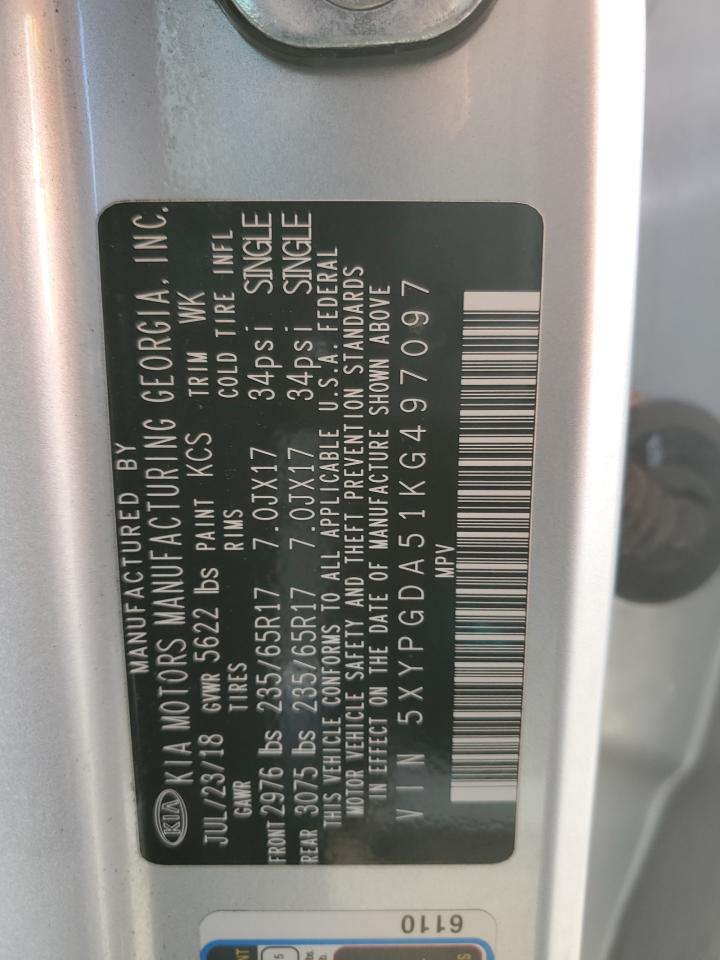 MANUFACTURED BY
KIA KIA MOTORS MANUFACTURING GEORGIA, INC.
JUL/23/18 GVWR 5622 lbs PAINT KCS TRIM WK
GAWR TIRES RIMS COLD TIRE INFL
FRONT 2976 lbs 235/65R17 7.0JX17 34psi SINGLE
REAR 3075 lbs 235/65R17 7.0JX17 34psi SINGLE
THIS VEHICLE CONFORMS TO ALL APPLICABLE U.S.A FEDERAL
MOTOR VEHICLE SAFETY AND THEFT PREVENTION STANDARDS
IN EFFECT ON THE DATE OF MANUFACTURE SHOWN ABOVE
VIN 5XYPGDA51KG497097
MPV
6110
5